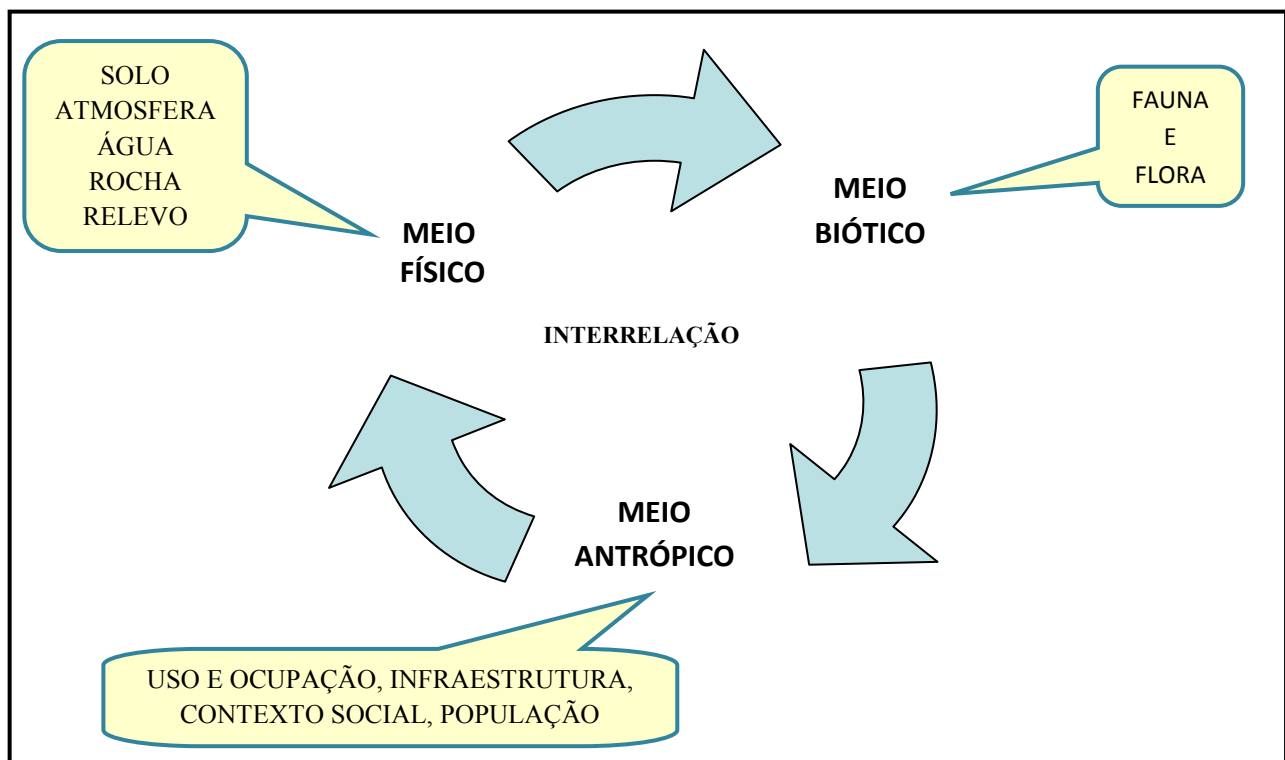 SOLO
ATMOSFERA
ÁGUA
ROCHA
RELEVO
MEIO
FÍSICO
MEIO
BIÓTICO
FAUNA
E
FLORA
INTERRELAÇÃO
MEIO
ANTRÓPICO
USO E OCUPAÇÃO, INFRAESTRUTURA,
CONTEXTO SOCIAL, POPULAÇÃO